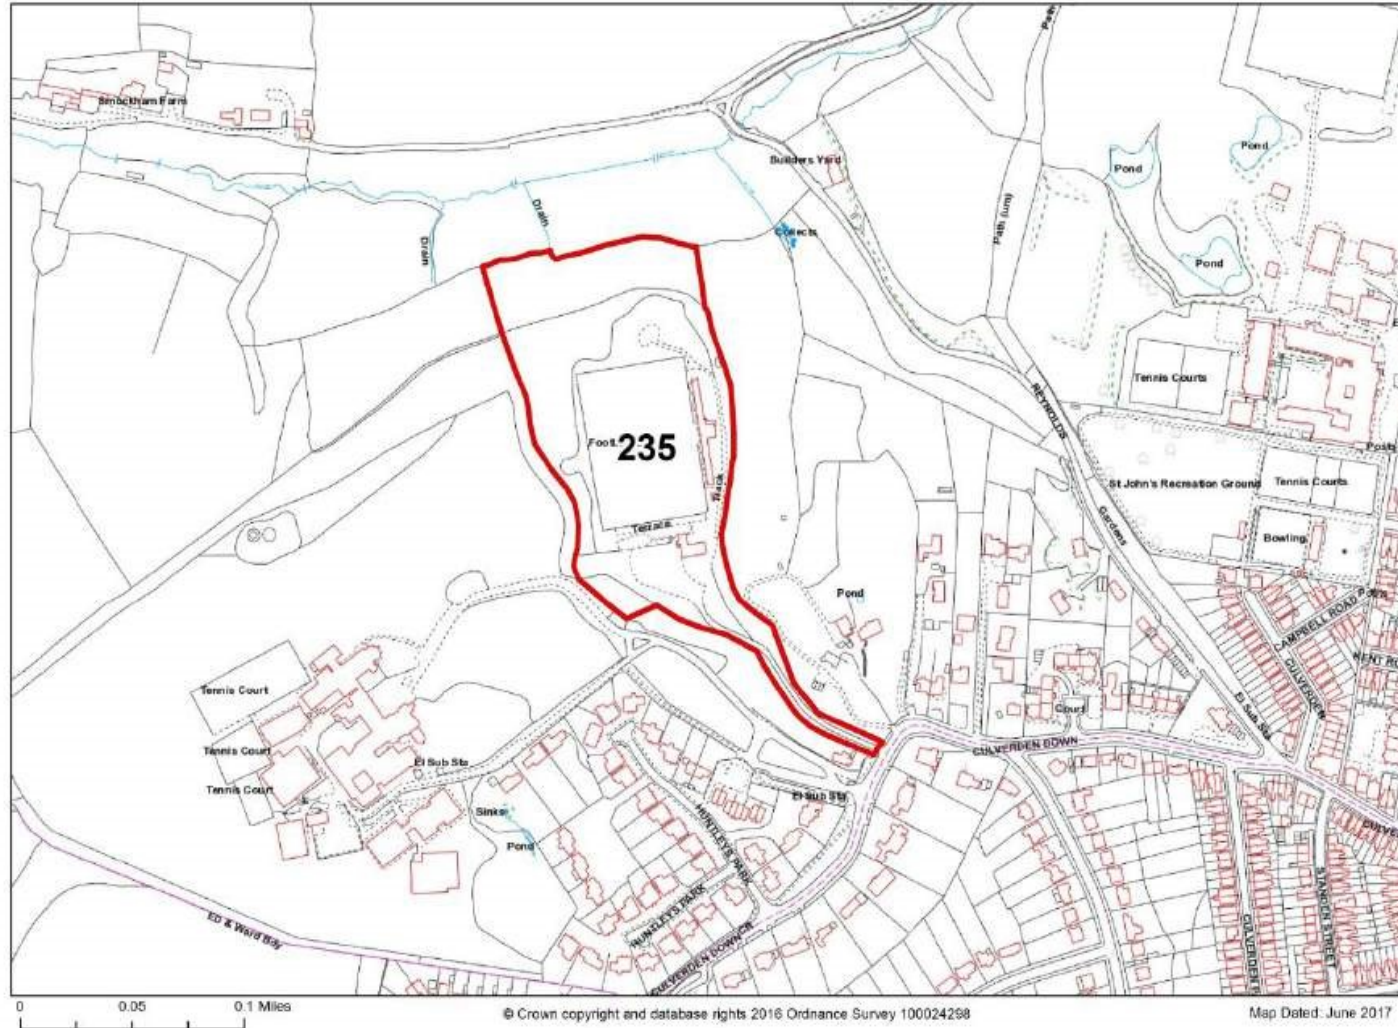 Path
Smockham Farm
Builders Yard
Pond
Pond
Drain
Drain
Collects
Path (um)
Pond
Tennis Courts
REYNOLDS
235
Track
Posts
St John's Recreation Ground
Tennis Courts
Gardens
Terrace
Bowling
Pond
CAMPBELL ROAD
CULVERDEN
Tennis Court
Court
El Sub Sta
Tennis Court
CULVERDEN DOWN
El Sub Sta
Tennis Court
El Sub Sta
Sinks
Pond
HUNTLEYS PARK
HUNTLEYS PARK
ED & Ward Bdy
CULVERDEN DOWN
STANDEN STREET
0 0.05 0.1 Miles
© Crown copyright and database rights 2016 Ordnance Survey 100024298
Map Dated: June 2017